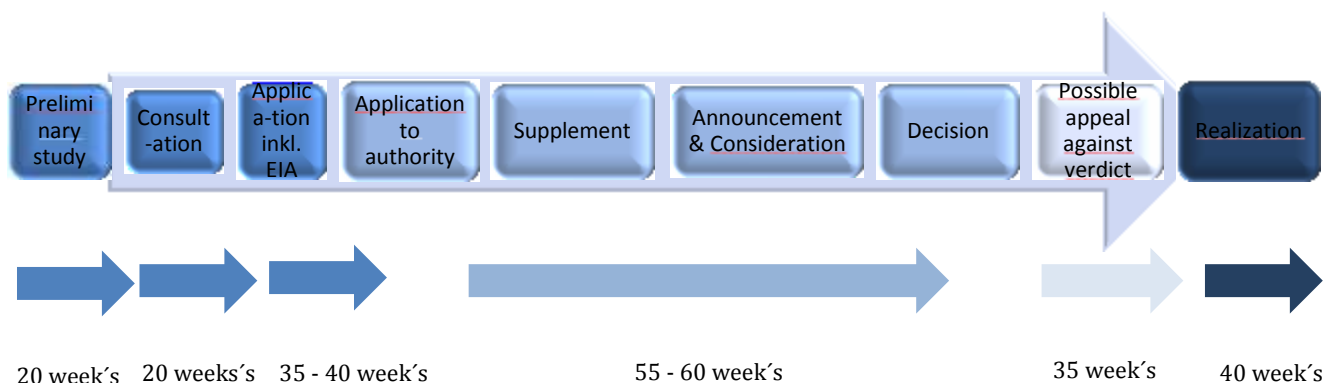 Prelimi
nary
study
Consult
-ation
Applic
a-tion
inkl.
EIA
Application
to
authority
Supplement
Announcement
& Consideration
Decision
Possible
appeal
against
verdict
Realization
20 week´s
20 weeks's
35 - 40 week´s
55 - 60 week´s
35 week´s
40 week´s